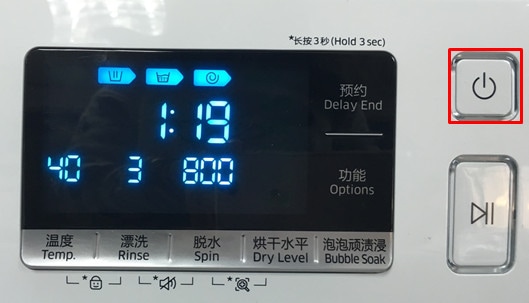 *长按3秒(Hold 3 sec)
预约
Delay End
1:19
40 3 800
功能
Options
温度 漂洗 脱水 烘干水平 泡泡顽渍浸
Temp. Rinse Spin Dry Level Bubble Soak
* * *